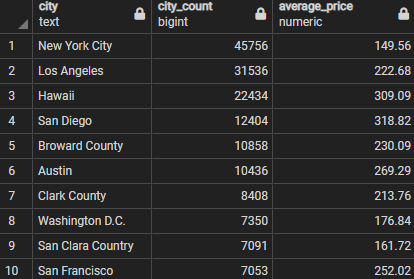 city city_count average_price
text bigint numeric
1 New York City 45756 149.56
2 Los Angeles 31536 222.68
3 Hawaii 22434 309.09
4 San Diego 12404 318.82
5 Broward County 10858 230.09
6 Austin 10436 269.29
7 Clark County 8408 213.76
8 Washington D.C. 7350 176.84
9 San Clara Country 7091 161.72
10 San Francisco 7053 252.02